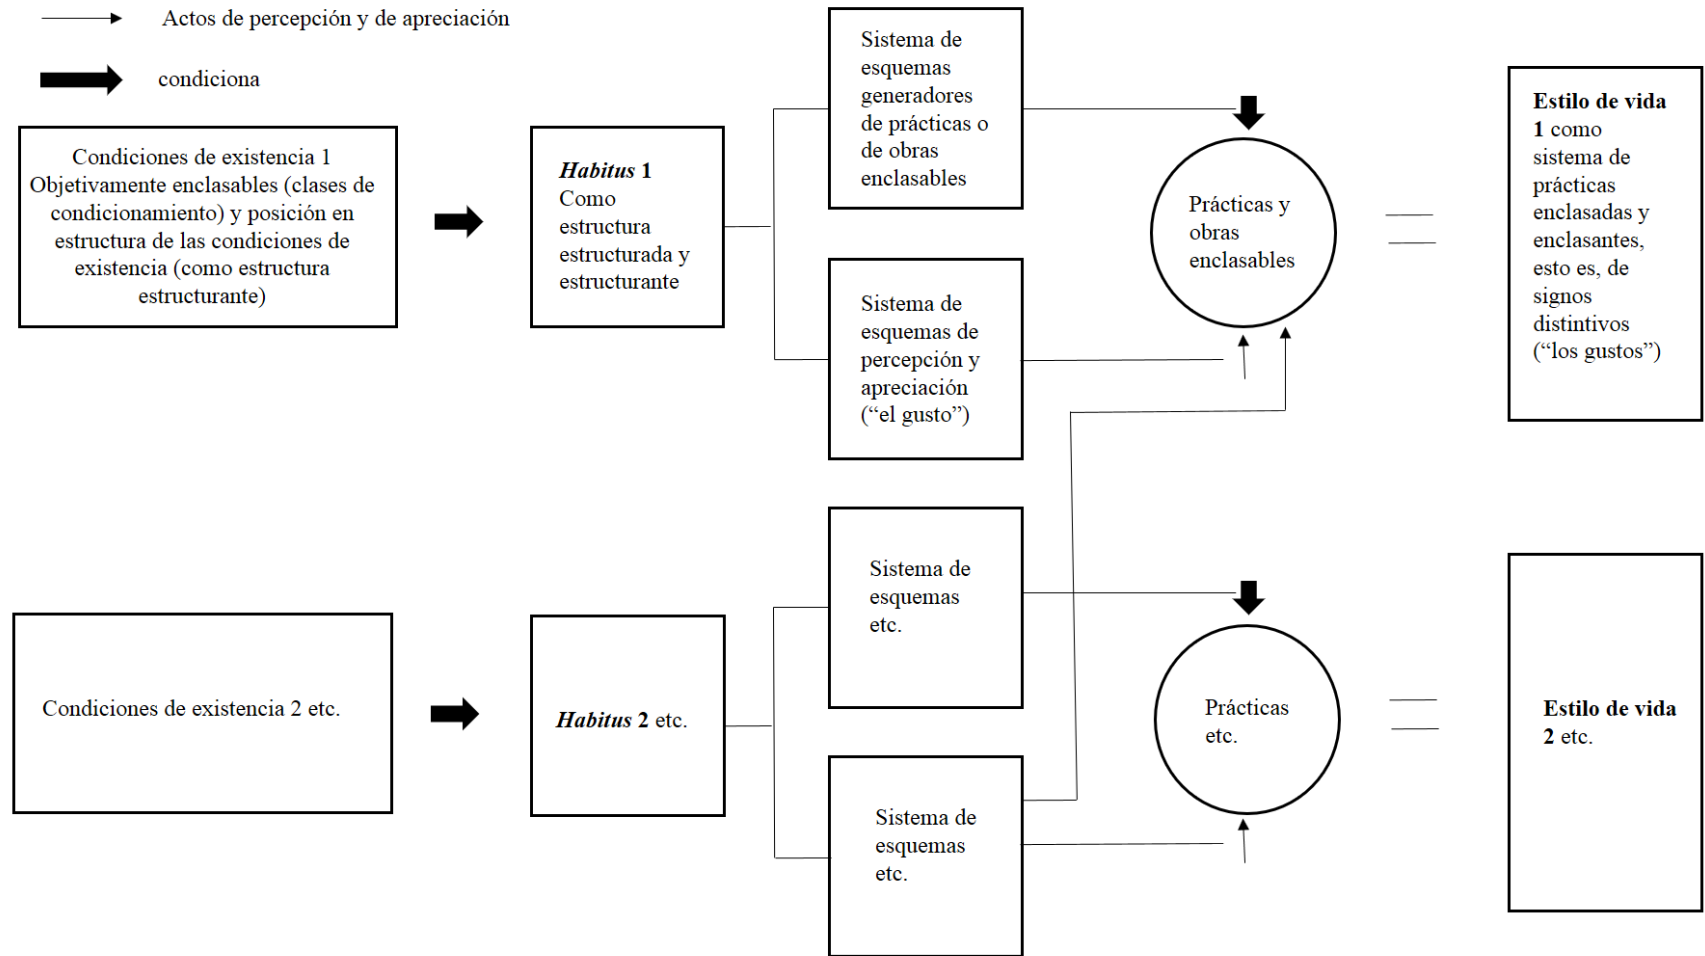 Actos de percepción y de apreciación
condiciona
Condiciones de existencia 1
Objetivamente enclasables (clases de
condicionamiento) y posición en
estructura de las condiciones de
existencia (como estructura
estructurante)
Habitus 1
Como
estructura
estructurada y
estructurante
Sistema de
esquemas
generadores
de prácticas o
de obras
enclasables
Sistema de
esquemas de
percepción y
apreciación
(“el gusto”)
Prácticas y
obras
enclasables
Estilo de vida
1 como
sistema de
prácticas
enclasadas y
enclasantes,
esto es, de
signos
distintivos
(“los gustos”)
Condiciones de existencia 2 etc.
Habitus 2 etc.
Sistema de
esquemas
etc.
Sistema de
esquemas
etc.
Prácticas
etc.
Estilo de vida
2 etc.